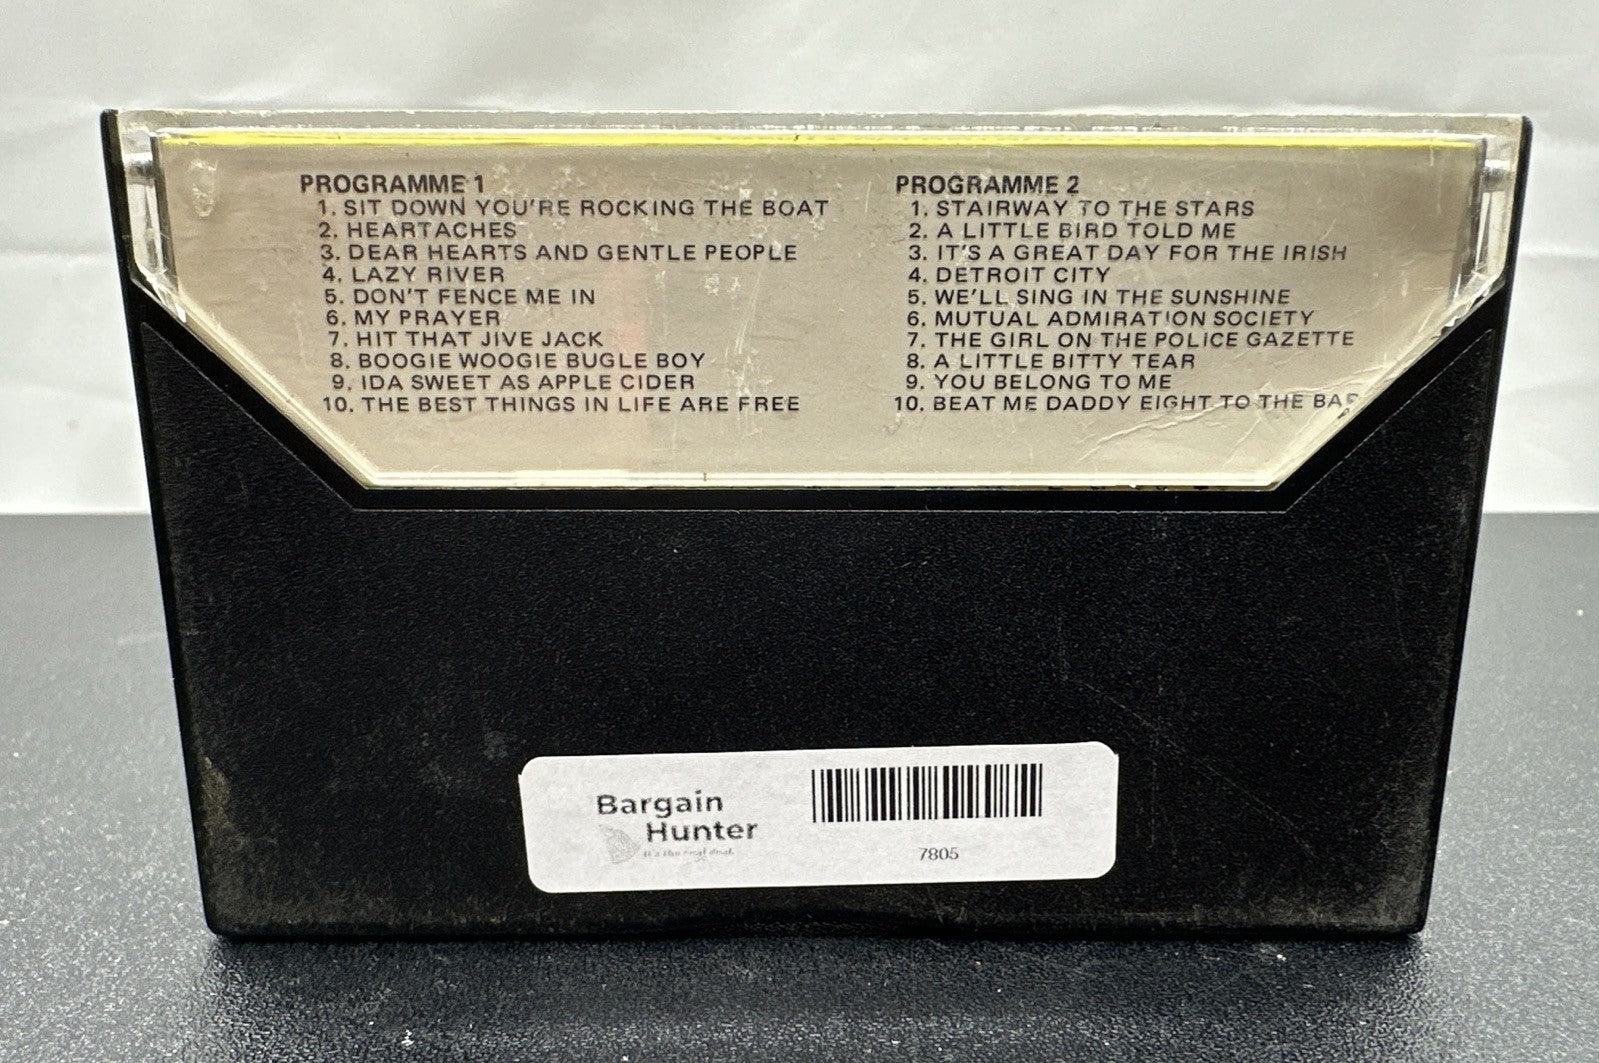 PROGRAMME 1
1. SIT DOWN YOU'RE ROCKING THE BOAT
2. HEARTACHES
3. DEAR HEARTS AND GENTLE PEOPLE
4. LAZY RIVER
5. DON'T FENCE ME IN
6. MY PRAYER
7. HIT THAT JIVE JACK
8. BOOGIE WOOGIE BUGLE BOY
9. IDA SWEET AS APPLE CIDER
10. THE BEST THINGS IN LIFE ARE FREE
PROGRAMME 2
1. STAIRWAY TO THE STARS
2. A LITTLE BIRD TOLD ME
3. IT'S A GREAT DAY FOR THE IRISH
4. DETROIT CITY
5. WE'LL SING IN THE SUNSHINE
6. MUTUAL ADMIRATION SOCIETY
7. THE GIRL ON THE POLICE GAZETTE
8. A LITTLE BITTY TEAR
9. YOU BELONG TO ME
10. BEAT ME DADDY EIGHT TO THE BAR
Bargain
Hunter
It's the real deal.
7805